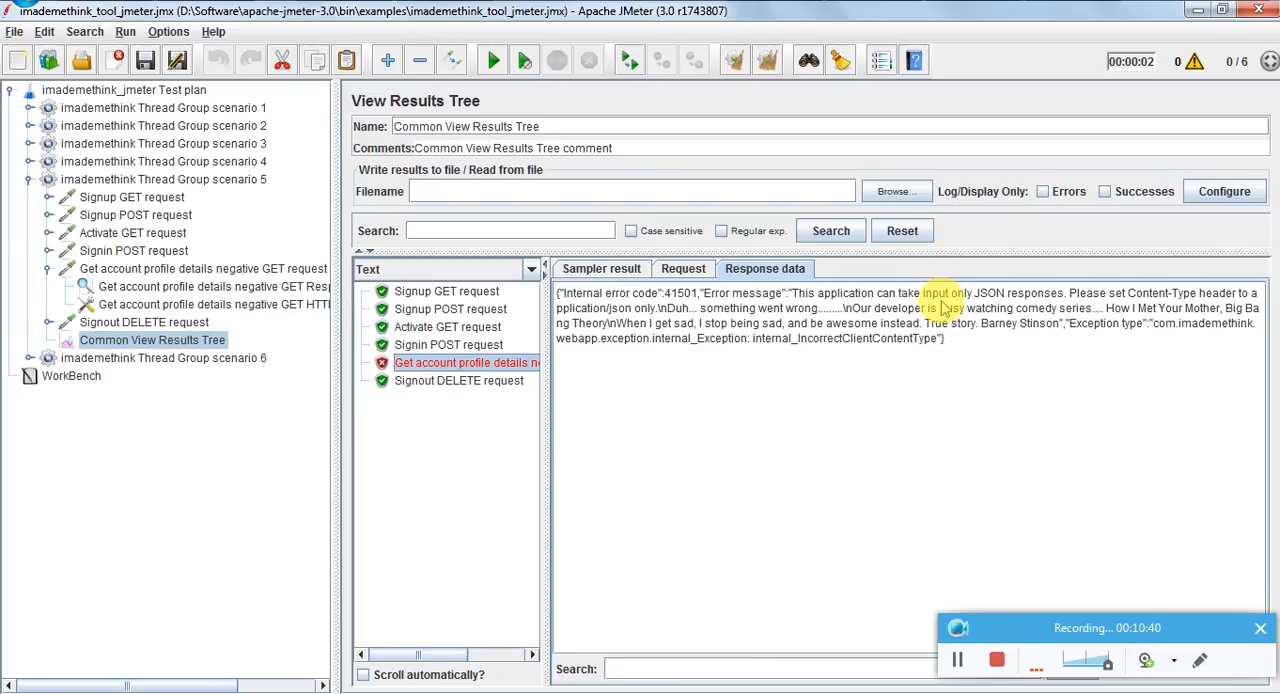 imademethink_tool_jmeter.jmx (D:\Software\apache-jmeter-3.0\bin\examples\imademethink_tool_jmeter.jmx) - Apache JMeter (3.0 r1743807)
File Edit Search Run Options Help
00:00:02 0 0 / 6
imademethink_jmeter Test plan
imademethink Thread Group scenario 1
imademethink Thread Group scenario 2
imademethink Thread Group scenario 3
imademethink Thread Group scenario 4
imademethink Thread Group scenario 5
Signup GET request
Signup POST request
Activate GET request
Signin POST request
Get account profile details negative GET request
Get account profile details negative GET Res
Get account profile details negative GET HTT
Signout DELETE request
Common View Results Tree
imademethink Thread Group scenario 6
WorkBench
View Results Tree
Name: Common View Results Tree
Comments: Common View Results Tree comment
Write results to file / Read from file
Filename Browse... Log/Display Only: Errors Successes Configure
Search: Case sensitive Regular exp. Search Reset
Text
Signup GET request
Signup POST request
Activate GET request
Signin POST request
Get account profile details n
Signout DELETE request
Scroll automatically?
Sampler result Request Response data
{"Internal error code":41501,"Error message":"This application can take input only JSON responses. Please set Content-Type header to a
pplication/json only.\nDuh... something went wrong.........\nOur developer is busy watching comedy series.... How I Met Your Mother, Big Ba
ng Theory\nWhen I get sad, I stop being sad, and be awesome instead. True story. Barney Stinson","Exception type":"com.imademethink.
webapp.exception.internal_Exception: internal_IncorrectClientContentType"}
Search:
Recording... 00:10:40